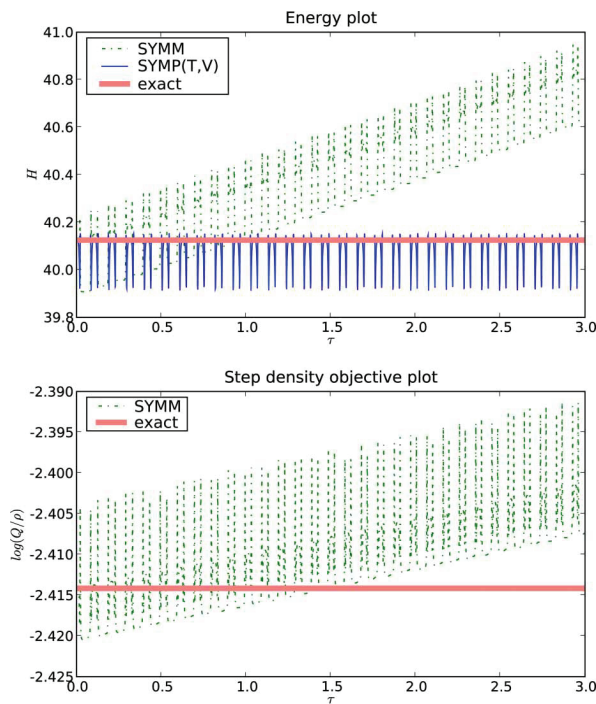 Energy plot
41.0
40.8
40.6
40.4
40.2
40.0
39.8
H
SYMM
SYMP(T,V)
exact
0.0 0.5 1.0 1.5 2.0 2.5 3.0
τ
Step density objective plot
-2.390
-2.395
-2.400
-2.405
-2.410
-2.415
-2.420
-2.425
log(Q/ρ)
SYMM
exact
0.0 0.5 1.0 1.5 2.0 2.5 3.0
τ